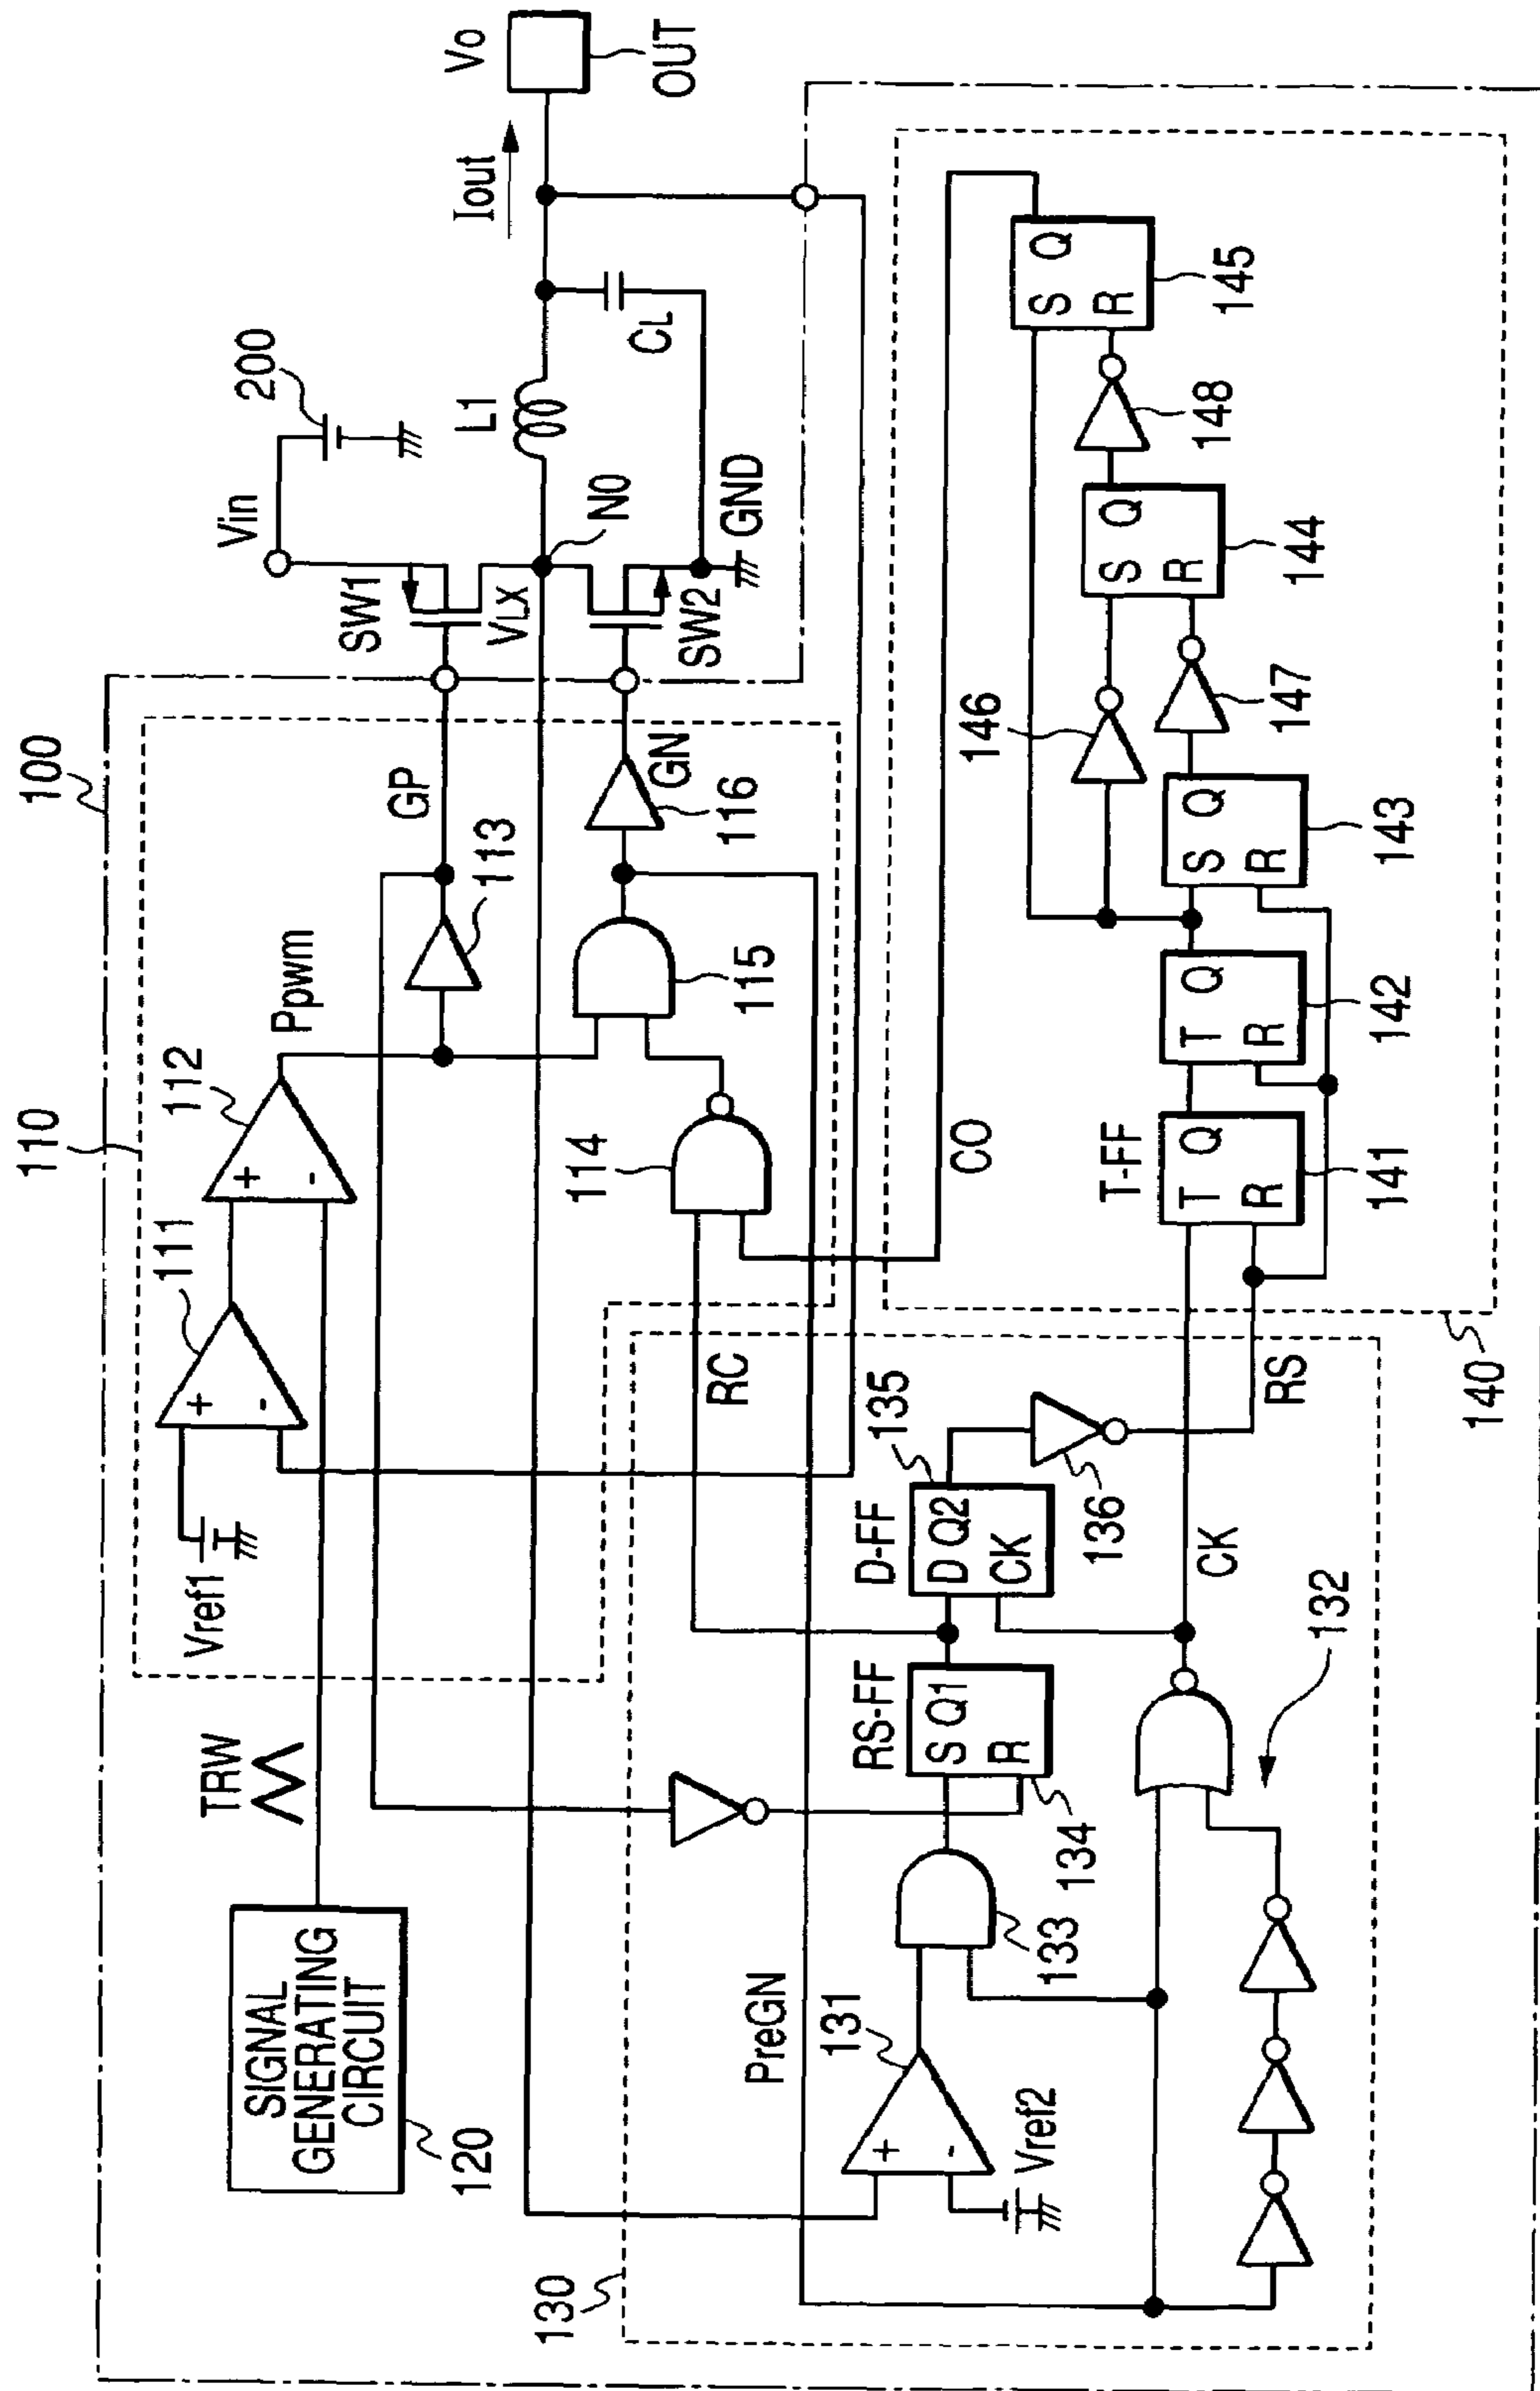 100
110
120
SIGNAL
GENERATING
CIRCUIT
TRW
Vref1
111
+
-
112
+
-
Ppwm
GP
113
114
115
116
GN
SW1
VLX
SW2
Vin
200
N0
GND
L1
CL
Iout
Vo
OUT
130
PreGN
131
+
-
Vref2
133
RS-FF
S Q1
R
134
RC
D-FF
D Q2
CK
135
136
132
CK
RS
CO
140
T-FF
T Q
R
141
T Q
R
142
S Q
R
143
146
147
S Q
R
144
148
S Q
R
145